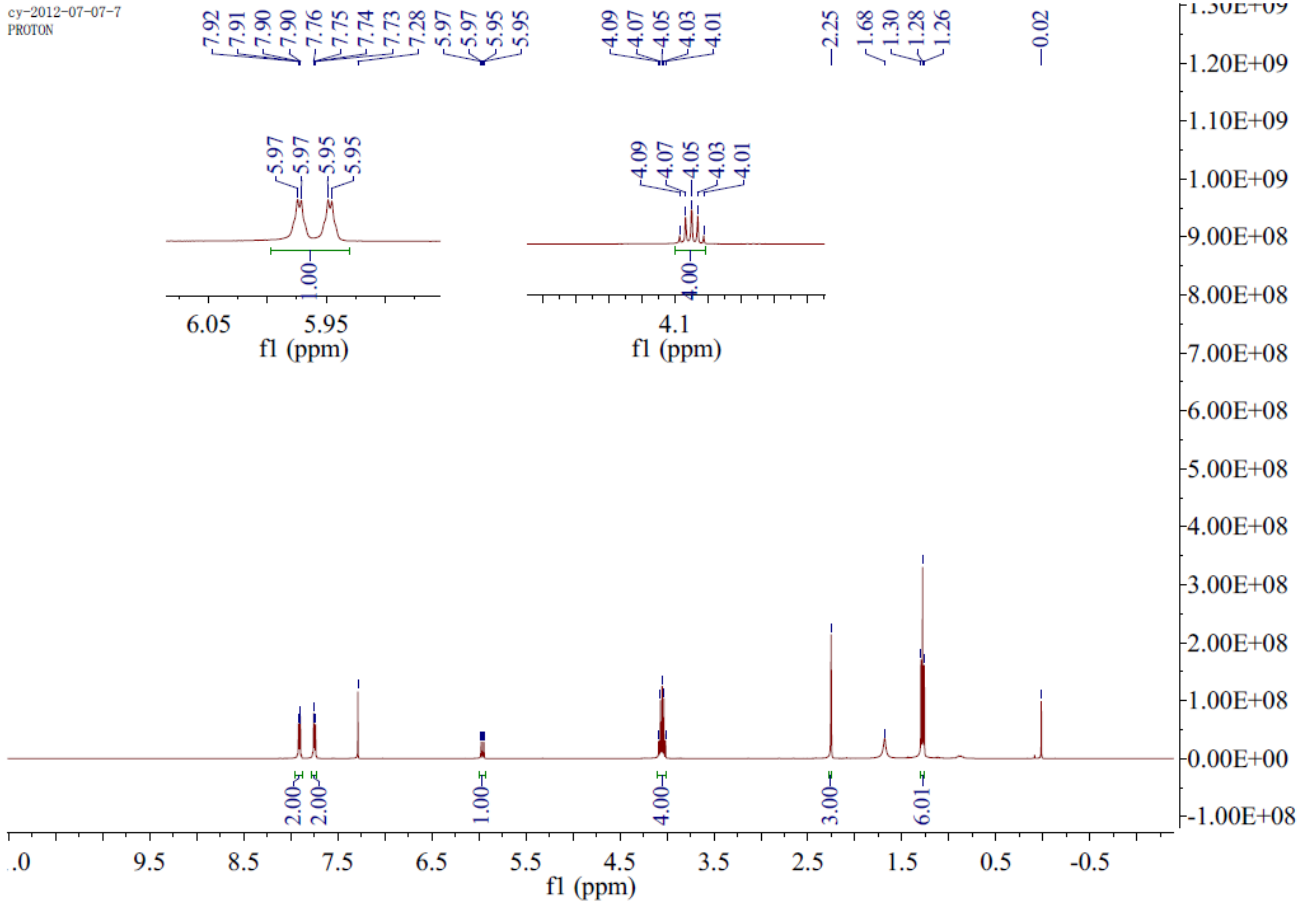 cy-2012-07-07-7
PROTON
7.92
7.91
7.90
7.90
7.76
7.75
7.74
7.73
7.28
5.97
5.97
5.95
5.95
4.09
4.07
4.05
4.03
4.01
2.25
1.68
1.30
1.28
1.26
-0.02
5.97
5.97
5.95
5.95
1.00
6.05 5.95
f1 (ppm)
4.09
4.07
4.05
4.03
4.01
4.00
4.1
f1 (ppm)
1.30E+09
1.20E+09
1.10E+09
1.00E+09
9.00E+08
8.00E+08
7.00E+08
6.00E+08
5.00E+08
4.00E+08
3.00E+08
2.00E+08
1.00E+08
0.00E+00
-1.00E+08
2.00
2.00
1.00
4.00
3.00
6.01
.0 9.5 8.5 7.5 6.5 5.5 4.5 3.5 2.5 1.5 0.5 -0.5
f1 (ppm)